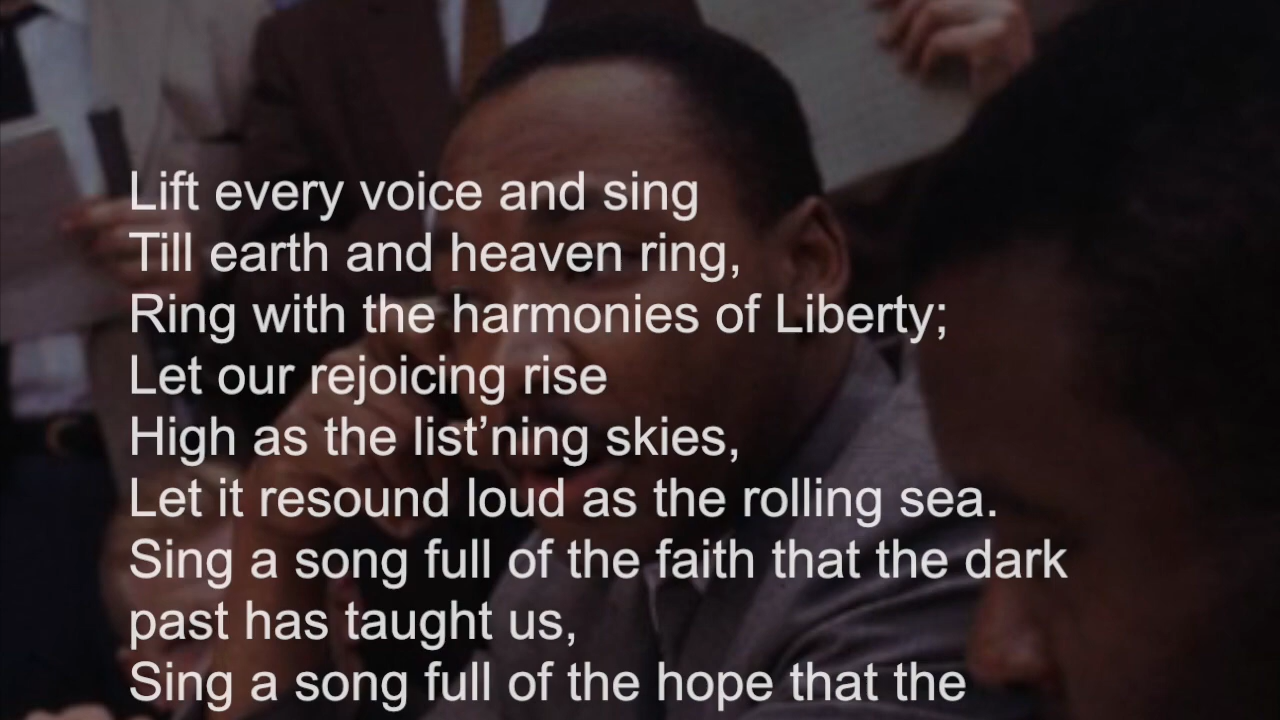 Lift every voice and sing
Till earth and heaven ring,
Ring with the harmonies of Liberty;
Let our rejoicing rise
High as the list’ning skies,
Let it resound loud as the rolling sea.
Sing a song full of the faith that the dark
past has taught us,
Sing a song full of the hope that the